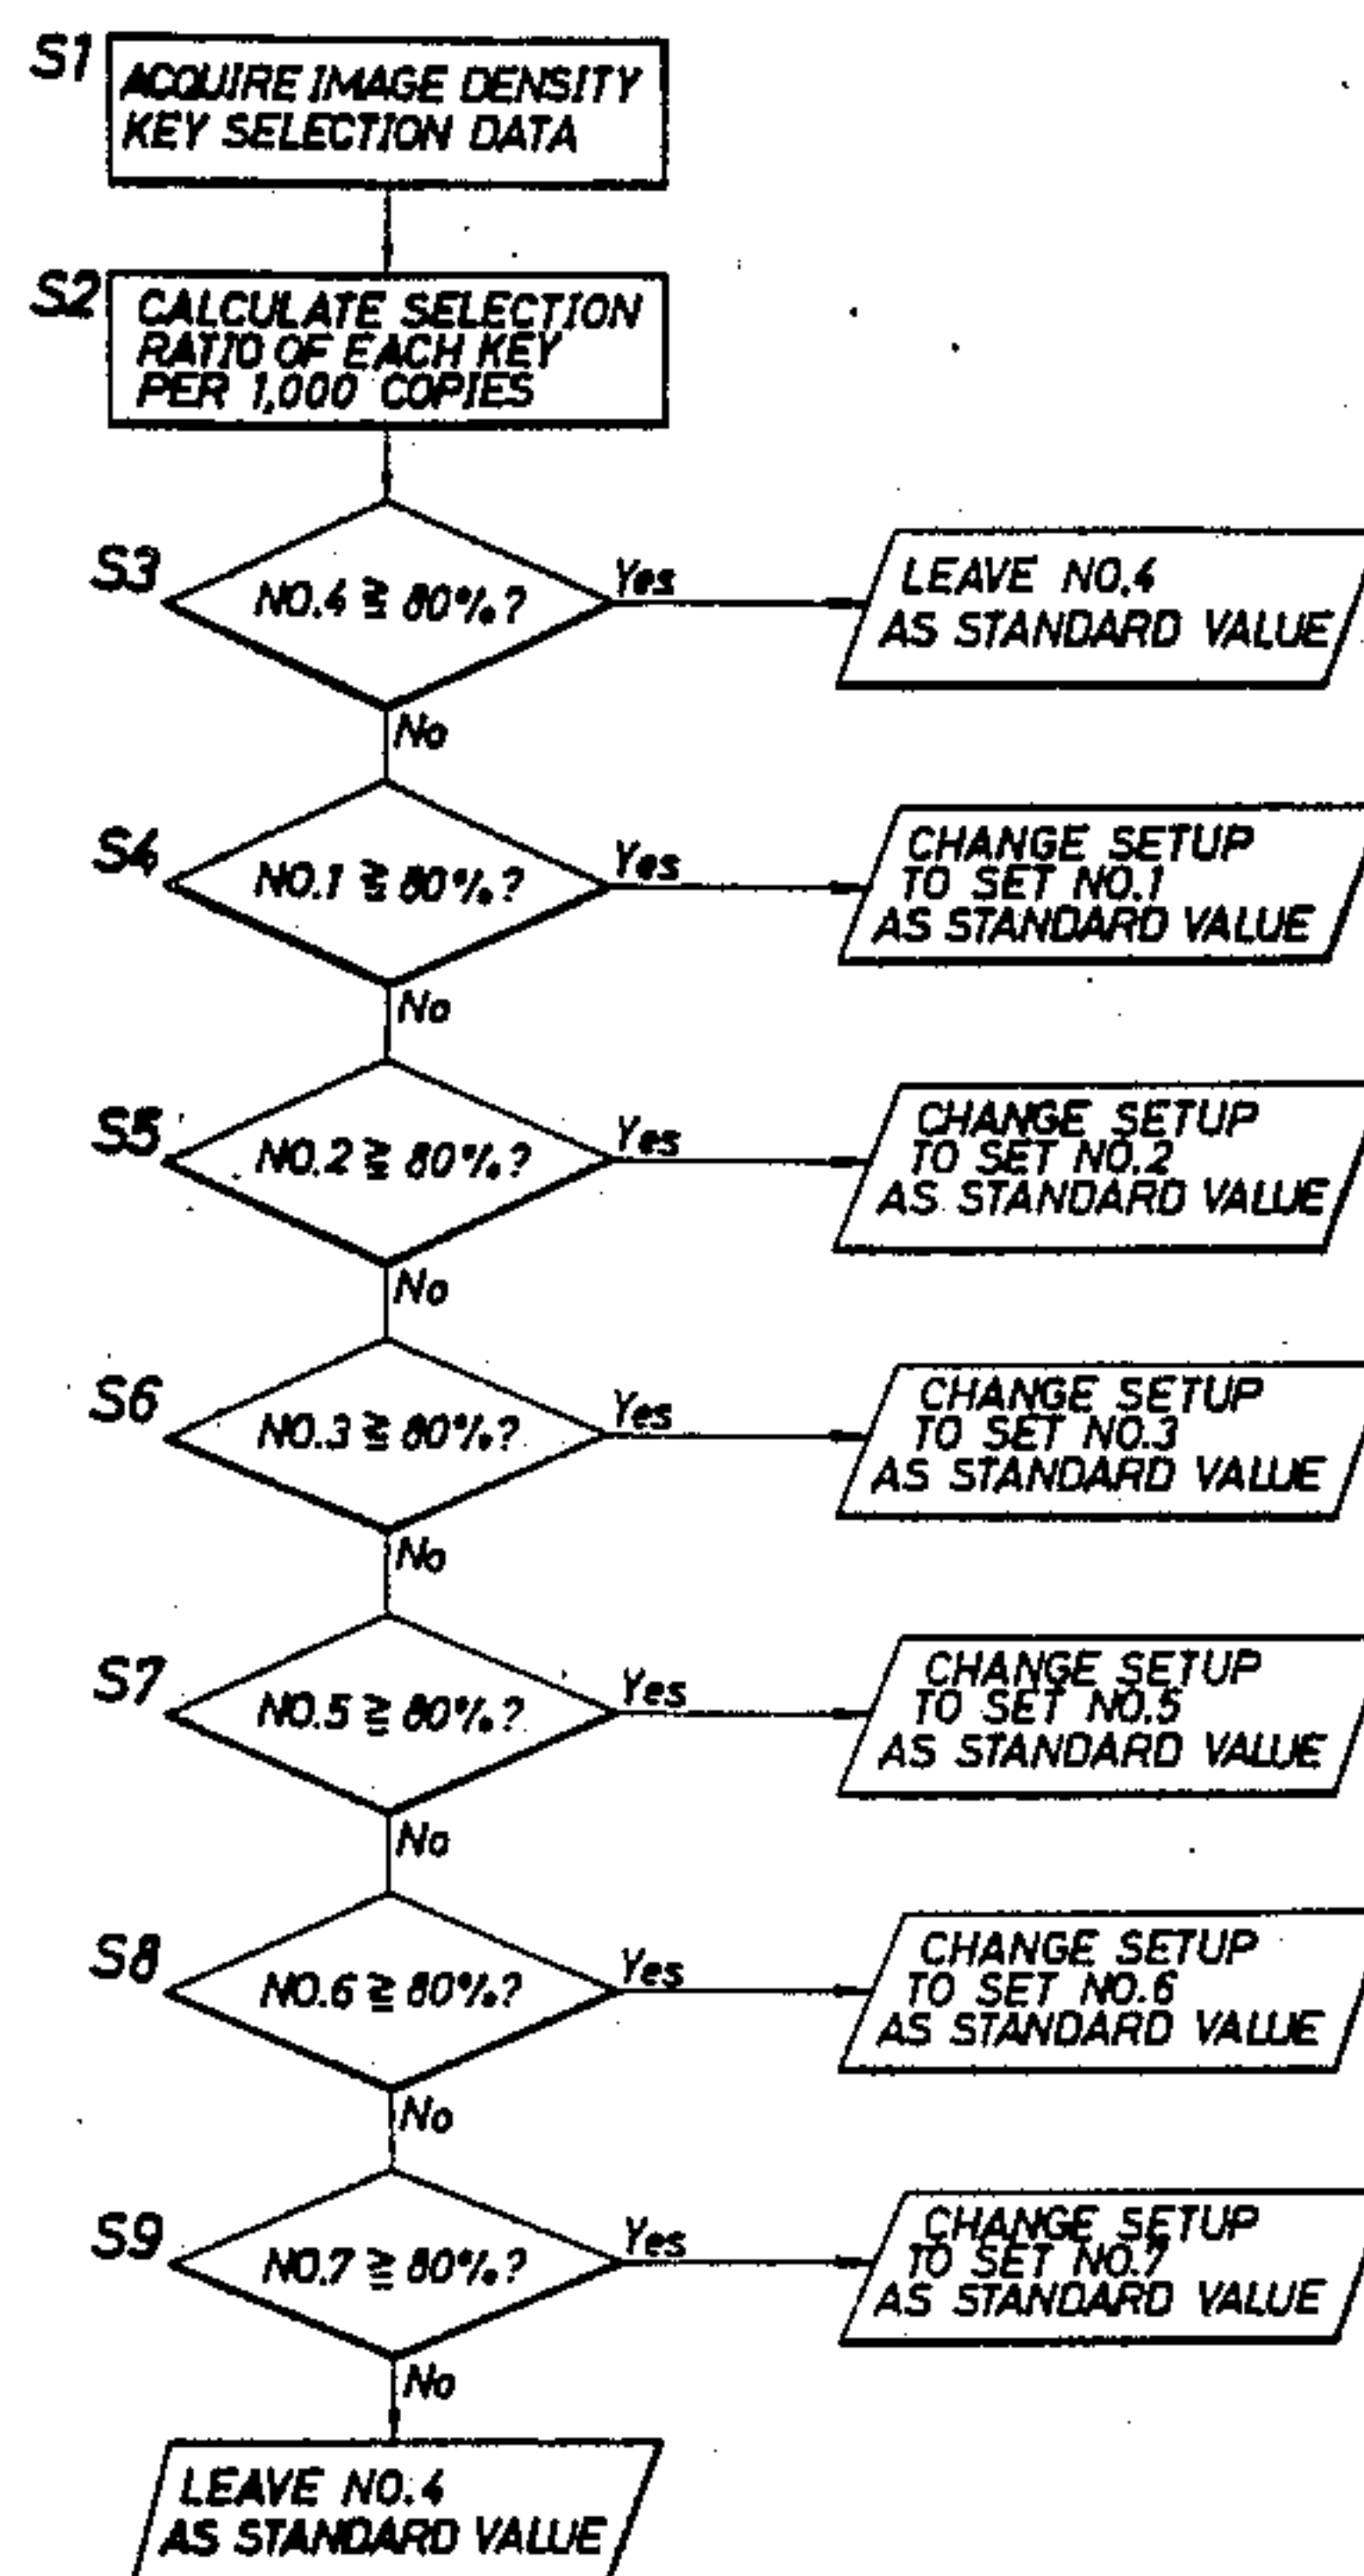 S1
ACQUIRE IMAGE DENSITY
KEY SELECTION DATA
S2
CALCULATE SELECTION
RATIO OF EACH KEY
PER 1,000 COPIES
S3
NO.4 ≧ 80%?
Yes
LEAVE NO.4
AS STANDARD VALUE
No
S4
NO.1 ≧ 80%?
Yes
CHANGE SETUP
TO SET NO.1
AS STANDARD VALUE
No
S5
NO.2 ≧ 80%?
Yes
CHANGE SETUP
TO SET NO.2
AS STANDARD VALUE
No
S6
NO.3 ≧ 80%?
Yes
CHANGE SETUP
TO SET NO.3
AS STANDARD VALUE
No
S7
NO.5 ≧ 80%?
Yes
CHANGE SETUP
TO SET NO.5
AS STANDARD VALUE
No
S8
NO.6 ≧ 80%?
Yes
CHANGE SETUP
TO SET NO.6
AS STANDARD VALUE
No
S9
NO.7 ≧ 80%?
Yes
CHANGE SETUP
TO SET NO.7
AS STANDARD VALUE
No
LEAVE NO.4
AS STANDARD VALUE